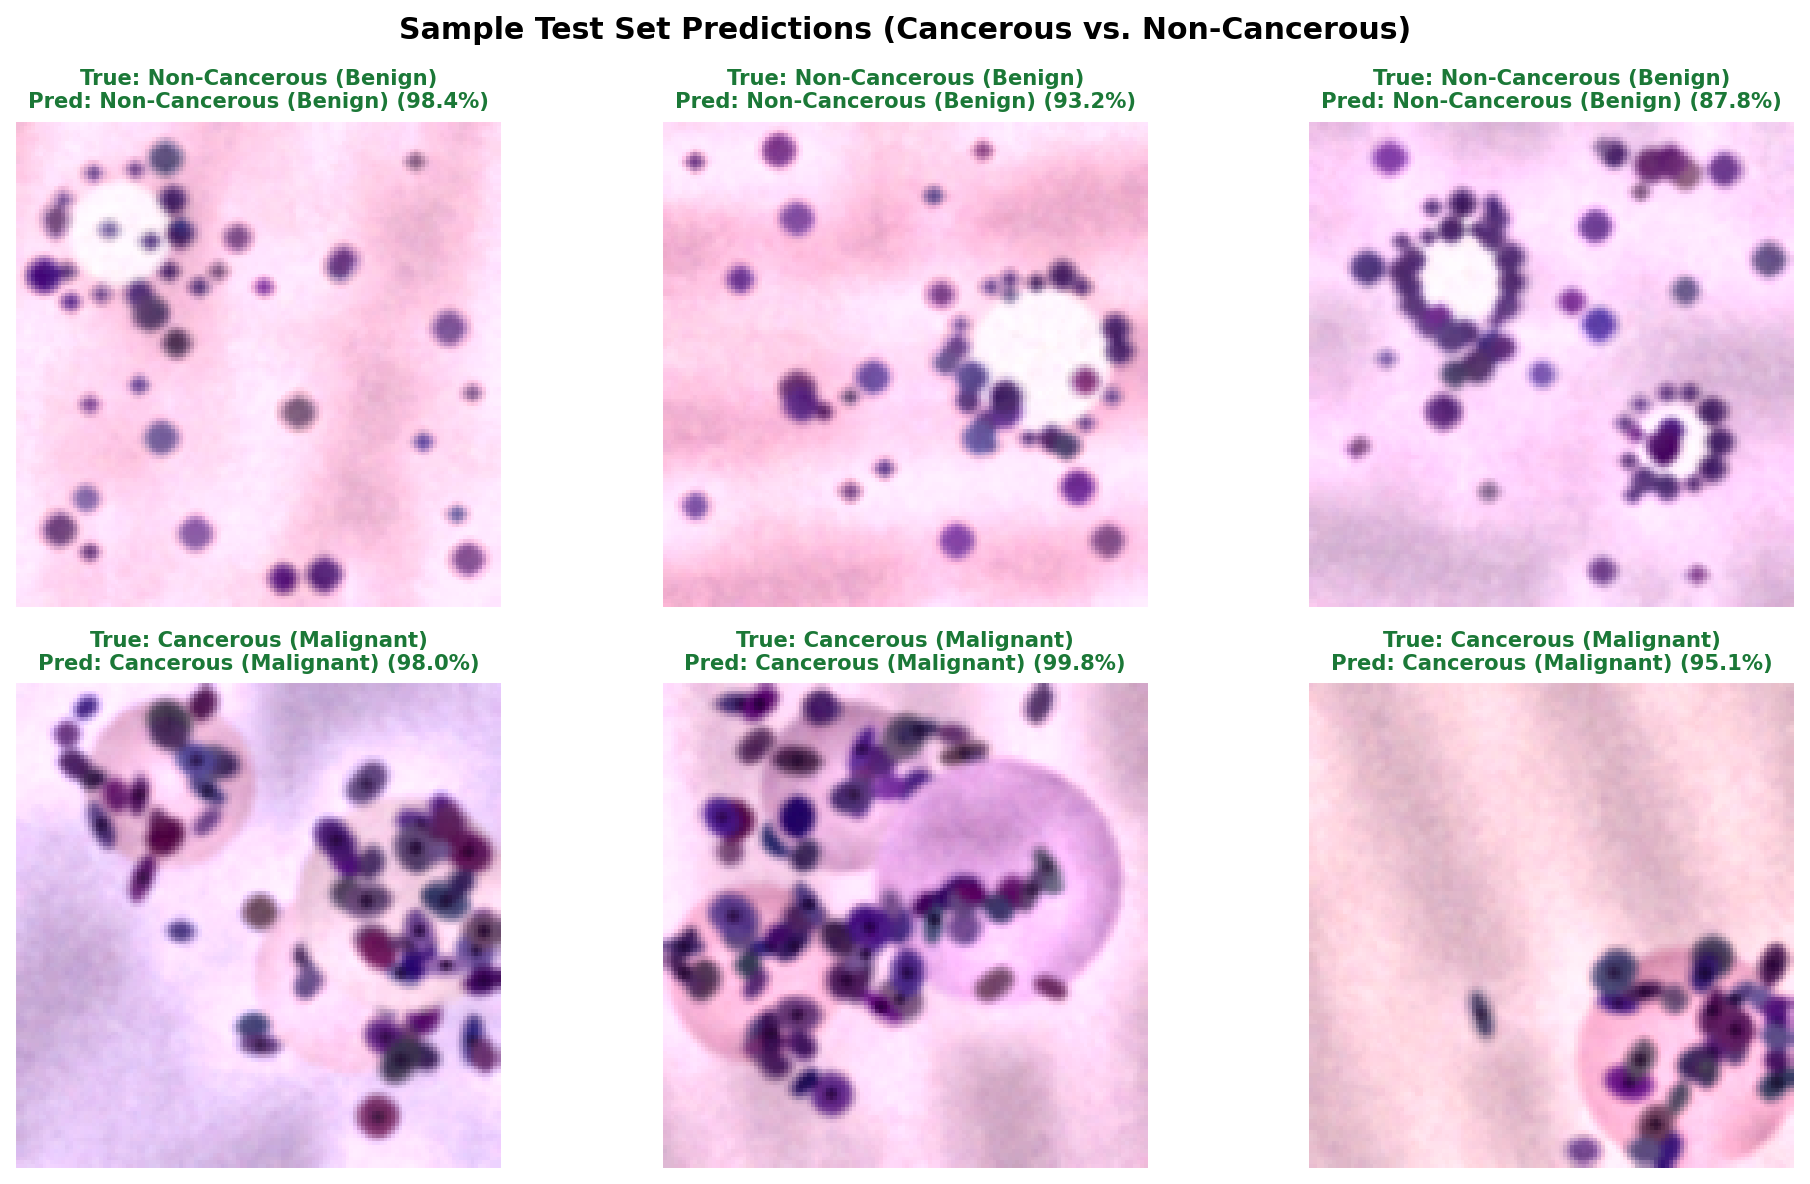 Sample Test Set Predictions (Cancerous vs. Non-Cancerous)
True: Non-Cancerous (Benign)
Pred: Non-Cancerous (Benign) (98.4%)
True: Non-Cancerous (Benign)
Pred: Non-Cancerous (Benign) (93.2%)
True: Non-Cancerous (Benign)
Pred: Non-Cancerous (Benign) (87.8%)
True: Cancerous (Malignant)
Pred: Cancerous (Malignant) (98.0%)
True: Cancerous (Malignant)
Pred: Cancerous (Malignant) (99.8%)
True: Cancerous (Malignant)
Pred: Cancerous (Malignant) (95.1%)